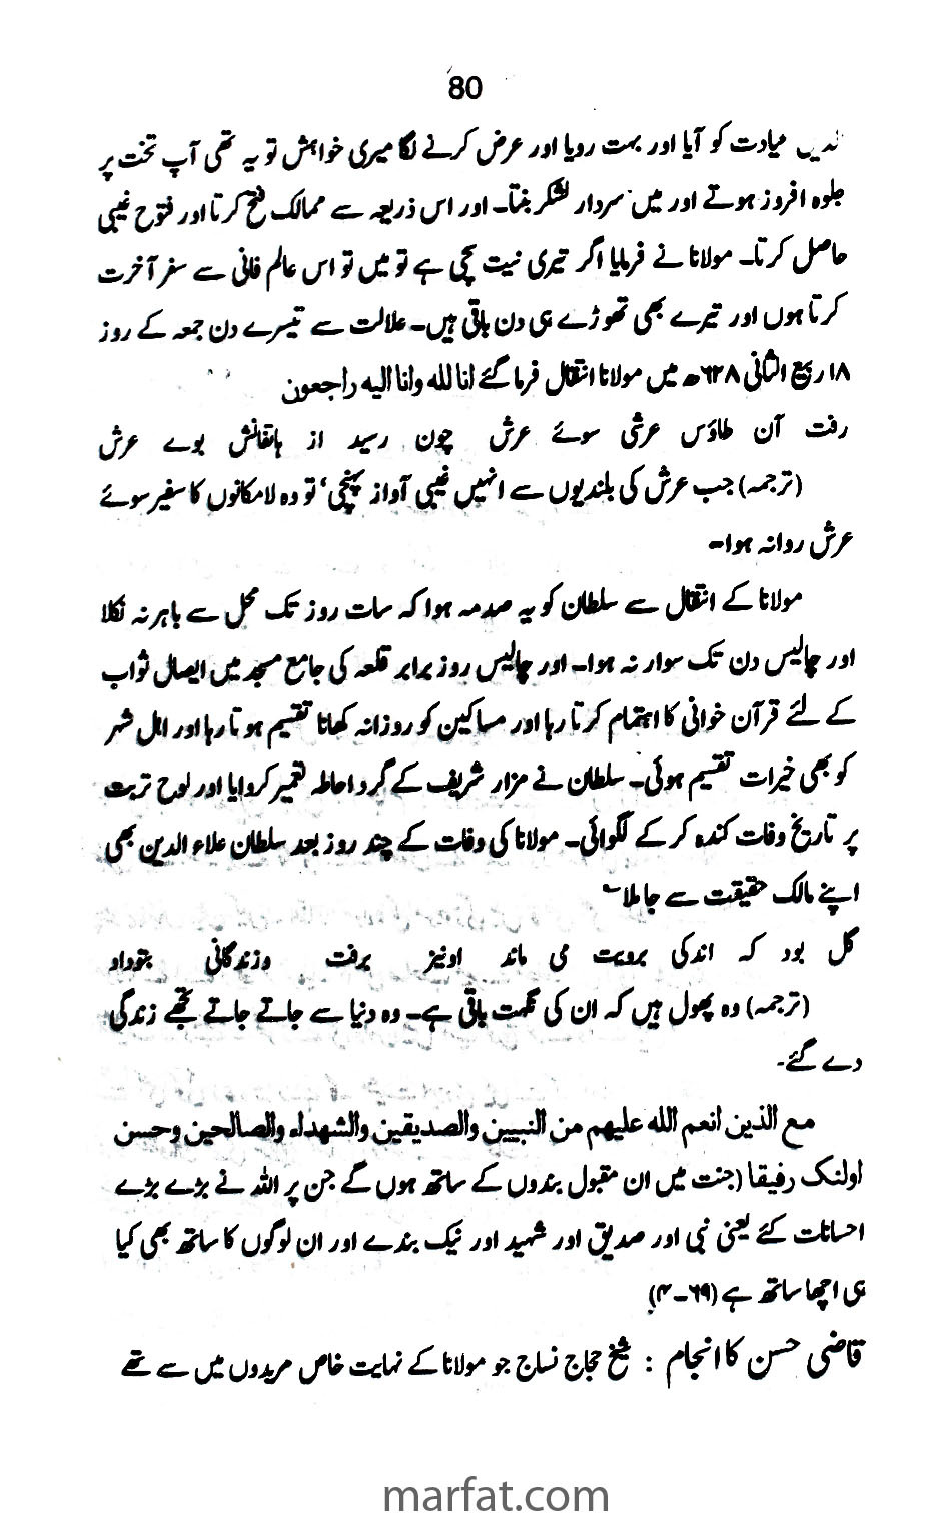 80
عیادت کو آیا اور بہت رویا اور عرض کرنے لگا میری خواہش تو یہ تھی آپ تخت پر
جلوہ افروز ہوتے اور میں سردار لشکر بنتا۔ اور اس ذریعہ سے ممالک فتح کرتا اور فتوح غیبی
حاصل کرتا۔ مولانا نے فرمایا اگر تیری نیت سچی ہے تو میں تو اس عالم فانی سے سفر آخرت
کرتا ہوں اور تیرے بھی تھوڑے ہی دن باقی ہیں۔ علالت سے تیسرے دن جمعہ کے روز
۱۸ ربیع الثانی ۶۲۸ھ میں مولانا انتقال فرما گئے انا لله وانا الیه راجعون
رفت آن طاؤس عرشی سوئے عرش چون رسید از ہاتفانش بوے عرش
(ترجمہ) جب عرش کی بلندیوں سے انہیں غیبی آواز پہنچی، تو وہ لامکانوں کا سفیر سوئے
عرش روانہ ہوا۔
مولانا کے انتقال سے سلطان کو یہ صدمہ ہوا کہ سات روز تک محل سے باہر نہ نکلا
اور چالیس دن تک سوار نہ ہوا۔ اور چالیس روز برابر قلعہ کی جامع مسجد میں ایصال ثواب
کے لئے قرآن خوانی کا اہتمام کرتا رہا اور مساکین کو روزانہ کھانا تقسیم ہوتا رہا اور اہل شہر
کو بھی خیرات تقسیم ہوئی۔ سلطان نے مزار شریف کے گرد احاطہ تعمیر کروایا اور لوح تربت
پر تاریخ وفات کندہ کر کے لگوائی۔ مولانا کی وفات کے چند روز بعد سلطان علاء الدین بھی
اپنے مالک حقیقت سے جا ملا۔
گل بود کہ اندکی برویت می ماند اونیز برفت وزندگانی بتوداد
(ترجمہ) وہ پھول ہیں کہ ان کی نکہت باقی ہے۔ وہ دنیا سے جاتے جاتے تجھے زندگی
دے گئے۔
مع الذين انعم الله عليهم من النبيين والصديقين والشهداء والصالحين وحسن
اولئک رفیقا (جنت میں ان مقبول بندوں کے ساتھ ہوں گے جن پر اللہ نے بڑے بڑے
احسانات کئے یعنی نبی اور صدیق اور شہید اور نیک بندے اور ان لوگوں کا ساتھ بھی کیا
ہی اچھا ساتھ ہے (۶۹۔۴)
قاضی حسن کا انجام : شیخ حجاج نساج جو مولانا کے نہایت خاص مریدوں میں سے تھے
marfat.com